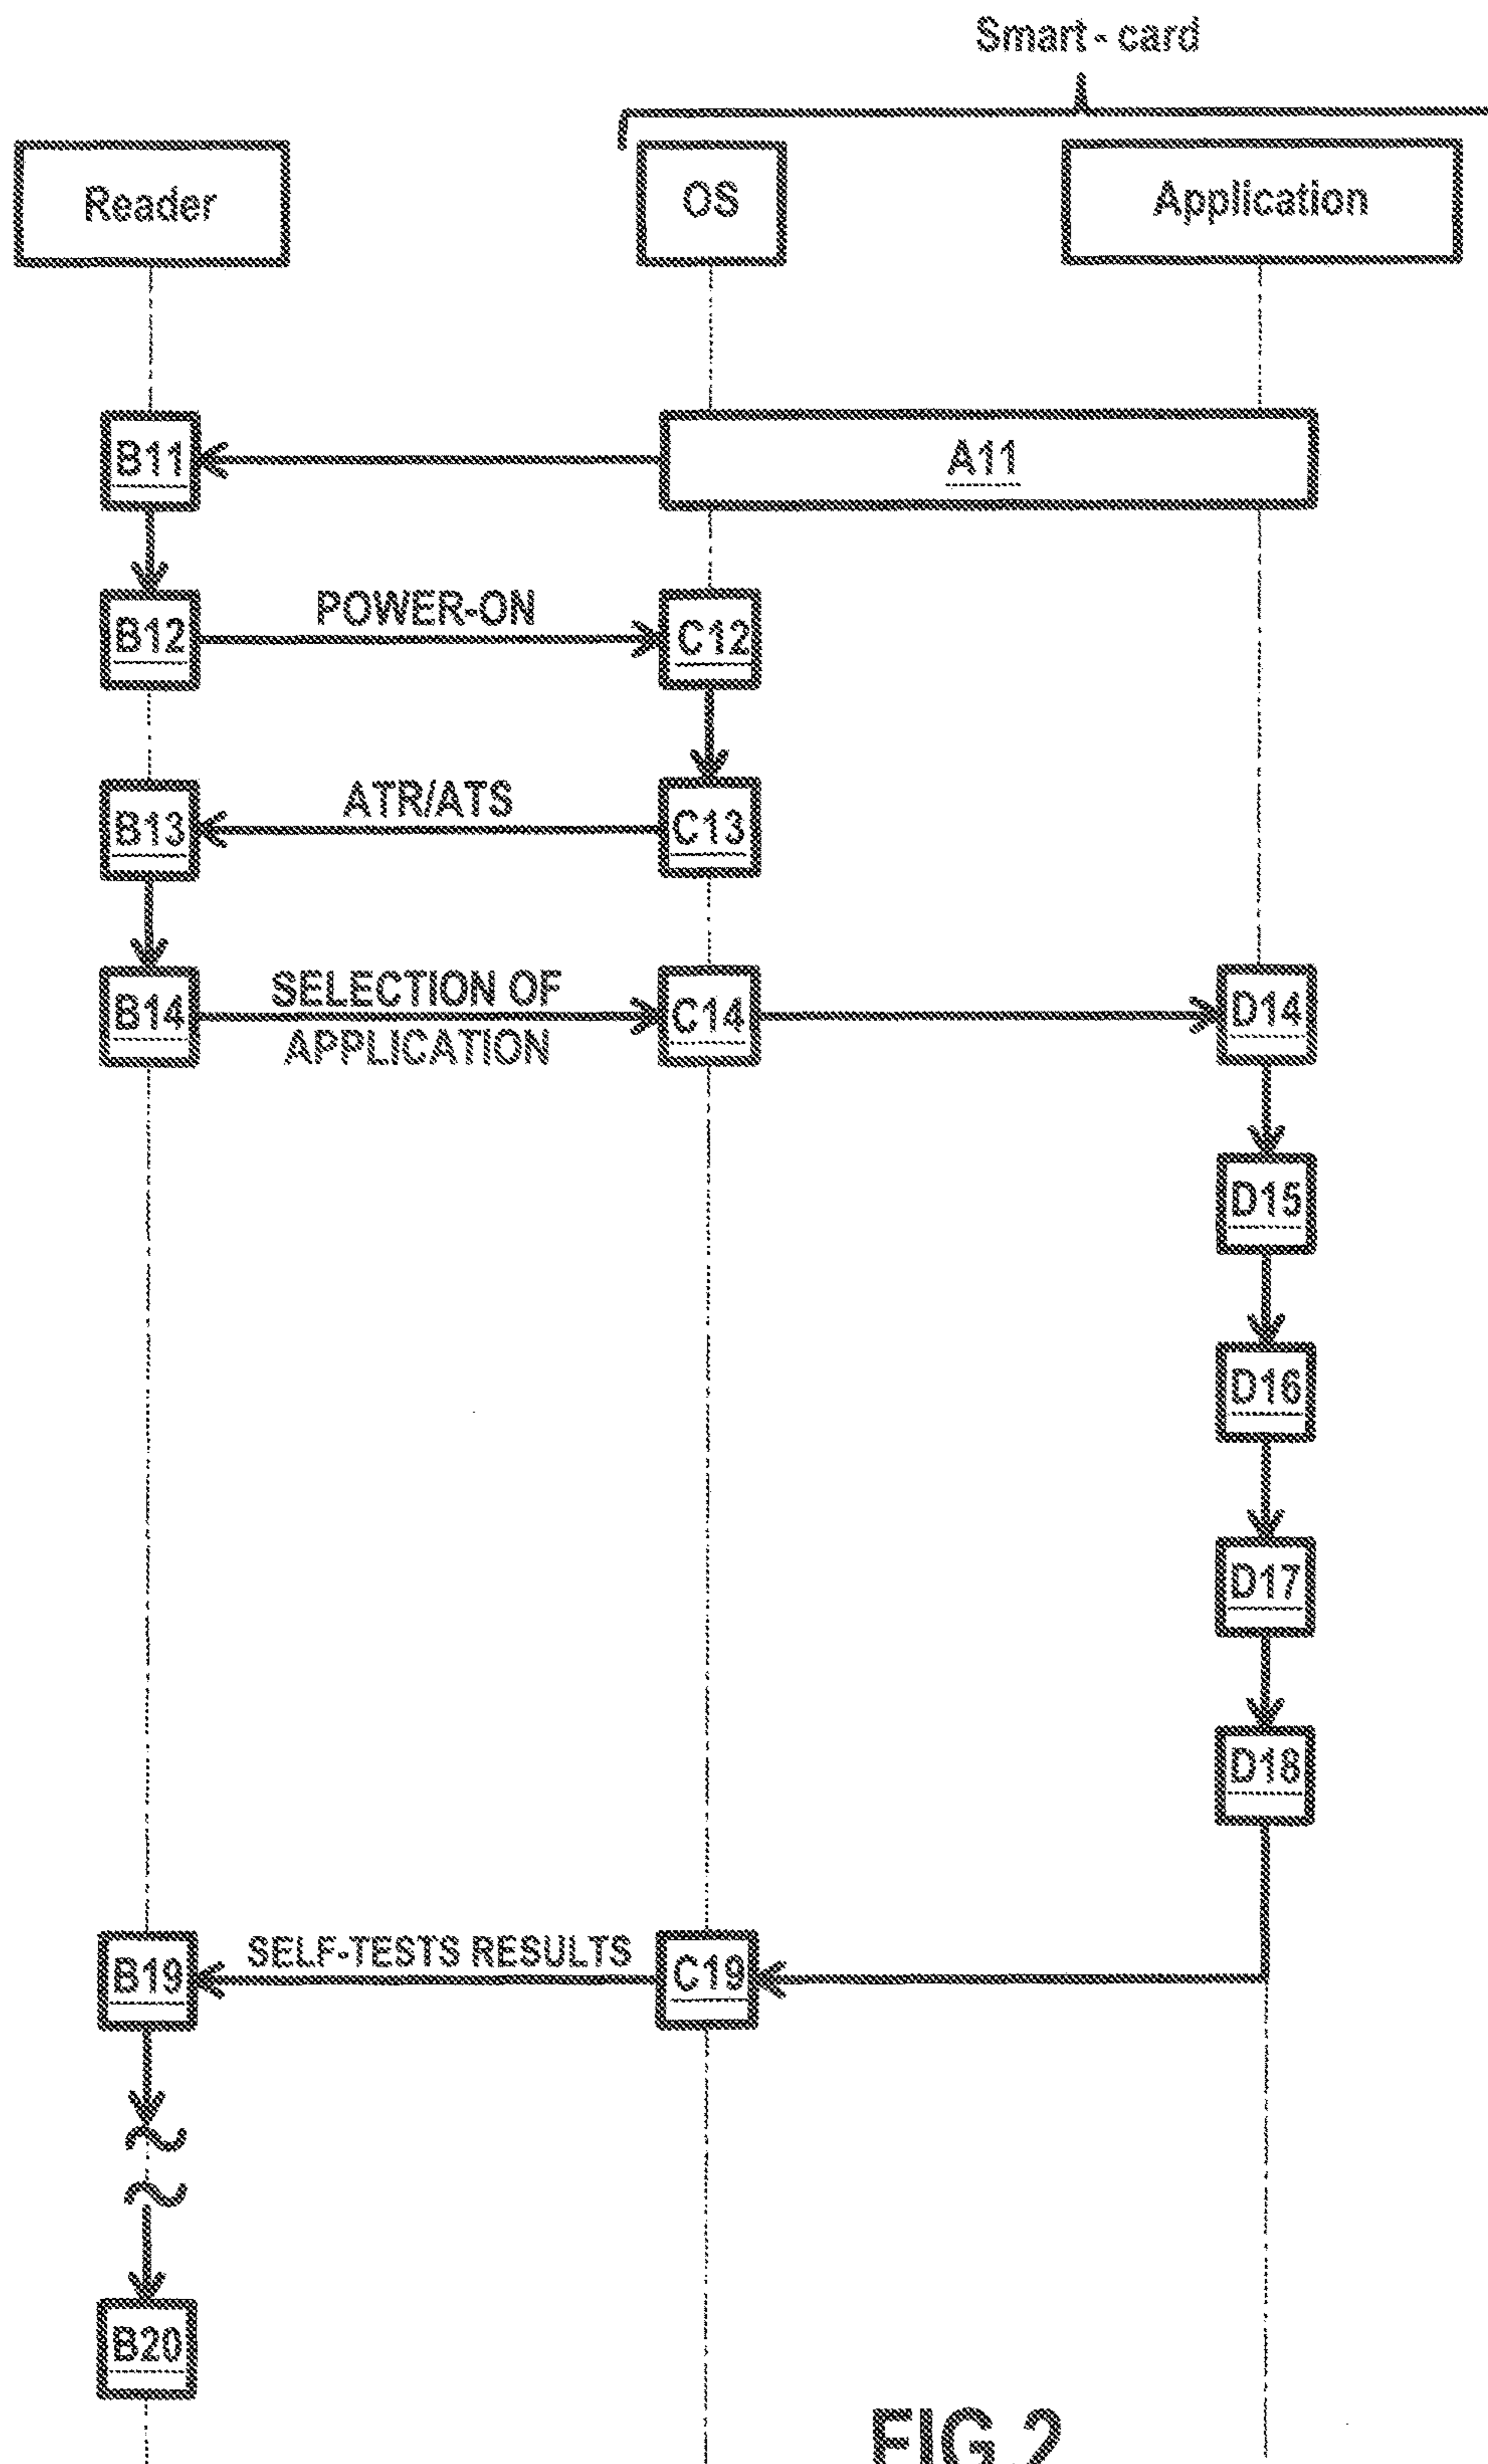 Smart - card
Reader
OS
Application
B11
A11
B12
POWER-ON
C12
B13
ATR/ATS
C13
B14
SELECTION OF
APPLICATION
C14
D14
D15
D16
D17
D18
B19
SELF-TESTS RESULTS
C19
B20
FIG.2